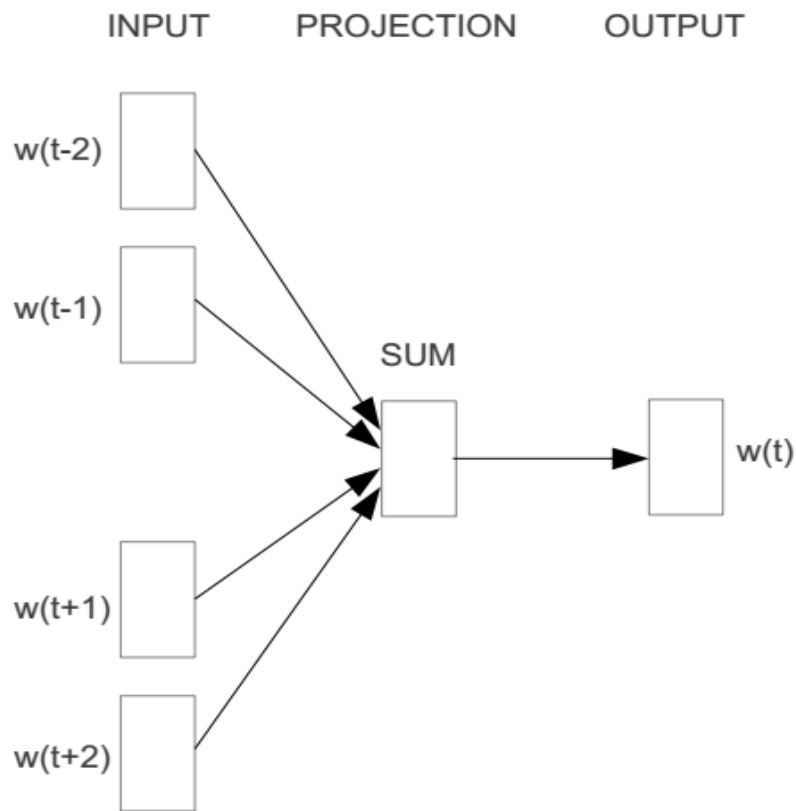 INPUT PROJECTION OUTPUT
w(t-2)
w(t-1)
SUM
w(t)
w(t+1)
w(t+2)